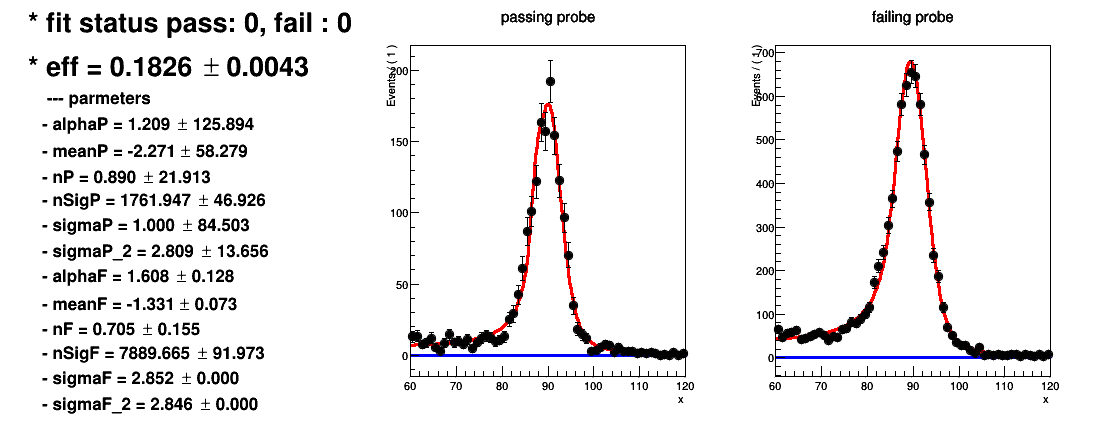 * fit status pass: 0, fail : 0
* eff = 0.1826 ± 0.0043
--- parmeters
- alphaP = 1.209 ± 125.894
- meanP = -2.271 ± 58.279
- nP = 0.890 ± 21.913
- nSigP = 1761.947 ± 46.926
- sigmaP = 1.000 ± 84.503
- sigmaP_2 = 2.809 ± 13.656
- alphaF = 1.608 ± 0.128
- meanF = -1.331 ± 0.073
- nF = 0.705 ± 0.155
- nSigF = 7889.665 ± 91.973
- sigmaF = 2.852 ± 0.000
- sigmaF_2 = 2.846 ± 0.000
passing probe
Events / ( 1 )
200
150
100
50
0
60 70 80 90 100 110 120
x
failing probe
Events / ( 1 )
700
600
500
400
300
200
100
0
60 70 80 90 100 110 120
x